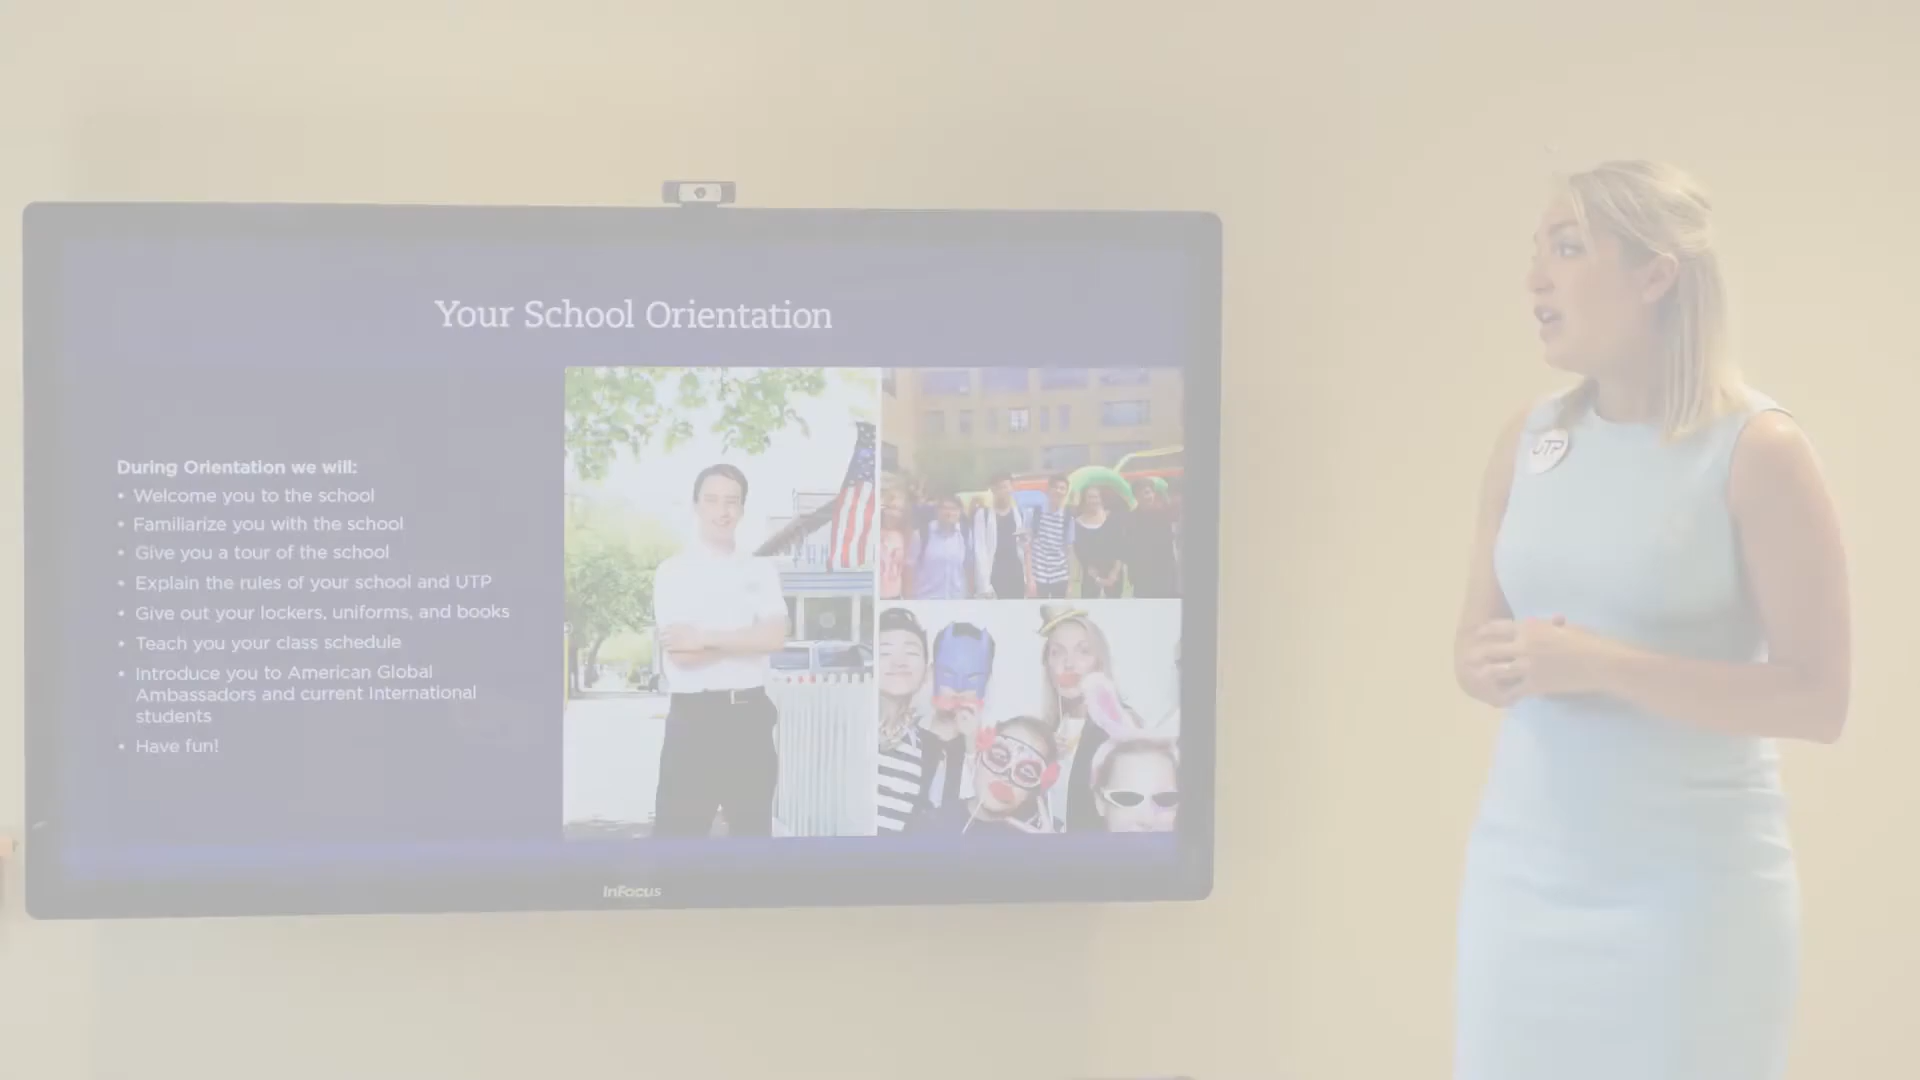 Your School Orientation
During Orientation we will:
• Welcome you to the school
• Familiarize you with the school
• Give you a tour of the school
• Explain the rules of your school and UTP
• Give out your lockers, uniforms, and books
• Teach you your class schedule
• Introduce you to American Global
Ambassadors and current International
students
• Have fun!
InFocus
UTP